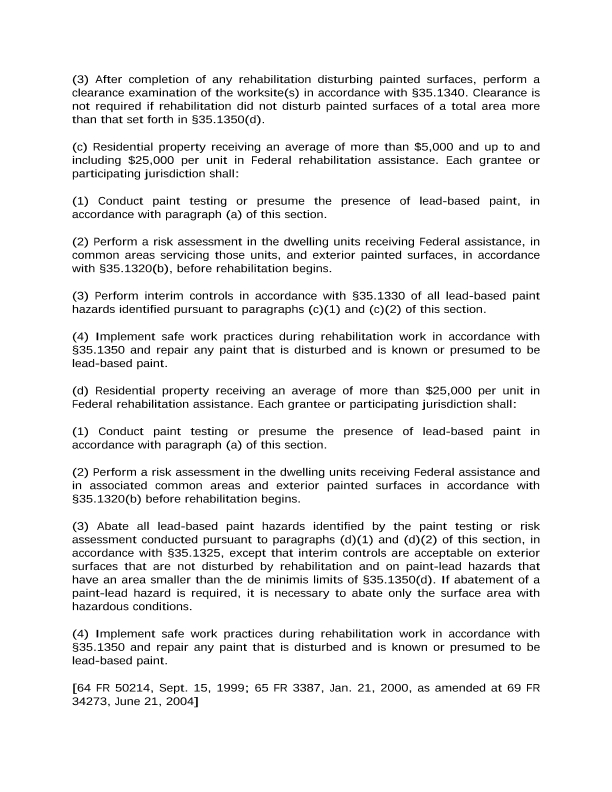 (3) After completion of any rehabilitation disturbing painted surfaces, perform a
clearance examination of the worksite(s) in accordance with §35.1340. Clearance is
not required if rehabilitation did not disturb painted surfaces of a total area more
than that set forth in §35.1350(d).
(c) Residential property receiving an average of more than $5,000 and up to and
including $25,000 per unit in Federal rehabilitation assistance. Each grantee or
participating jurisdiction shall:
(1) Conduct paint testing or presume the presence of lead-based paint, in
accordance with paragraph (a) of this section.
(2) Perform a risk assessment in the dwelling units receiving Federal assistance, in
common areas servicing those units, and exterior painted surfaces, in accordance
with §35.1320(b), before rehabilitation begins.
(3) Perform interim controls in accordance with §35.1330 of all lead-based paint
hazards identified pursuant to paragraphs (c)(1) and (c)(2) of this section.
(4) Implement safe work practices during rehabilitation work in accordance with
§35.1350 and repair any paint that is disturbed and is known or presumed to be
lead-based paint.
(d) Residential property receiving an average of more than $25,000 per unit in
Federal rehabilitation assistance. Each grantee or participating jurisdiction shall:
(1) Conduct paint testing or presume the presence of lead-based paint in
accordance with paragraph (a) of this section.
(2) Perform a risk assessment in the dwelling units receiving Federal assistance and
in associated common areas and exterior painted surfaces in accordance with
§35.1320(b) before rehabilitation begins.
(3) Abate all lead-based paint hazards identified by the paint testing or risk
assessment conducted pursuant to paragraphs (d)(1) and (d)(2) of this section, in
accordance with §35.1325, except that interim controls are acceptable on exterior
surfaces that are not disturbed by rehabilitation and on paint-lead hazards that
have an area smaller than the de minimis limits of §35.1350(d). If abatement of a
paint-lead hazard is required, it is necessary to abate only the surface area with
hazardous conditions.
(4) Implement safe work practices during rehabilitation work in accordance with
§35.1350 and repair any paint that is disturbed and is known or presumed to be
lead-based paint.
[64 FR 50214, Sept. 15, 1999; 65 FR 3387, Jan. 21, 2000, as amended at 69 FR
34273, June 21, 2004]